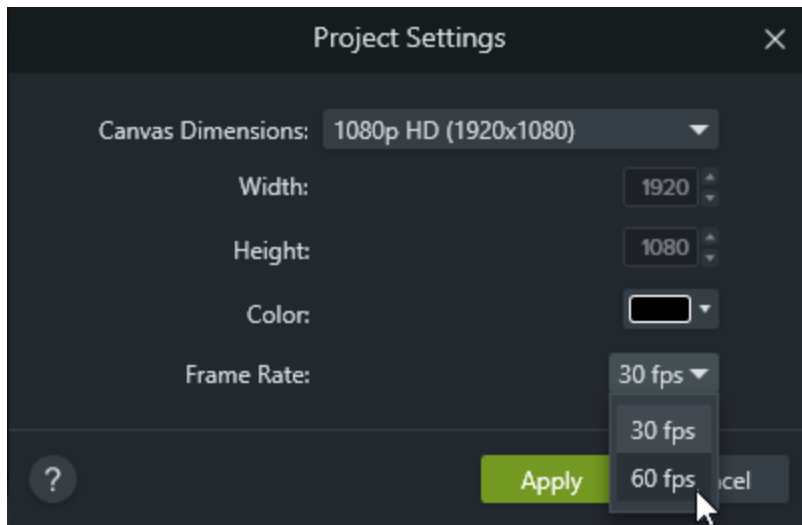 Project Settings
Canvas Dimensions: 1080p HD (1920x1080)
Width: 1920
Height: 1080
Color:
Frame Rate: 30 fps
30 fps
60 fps
? Apply